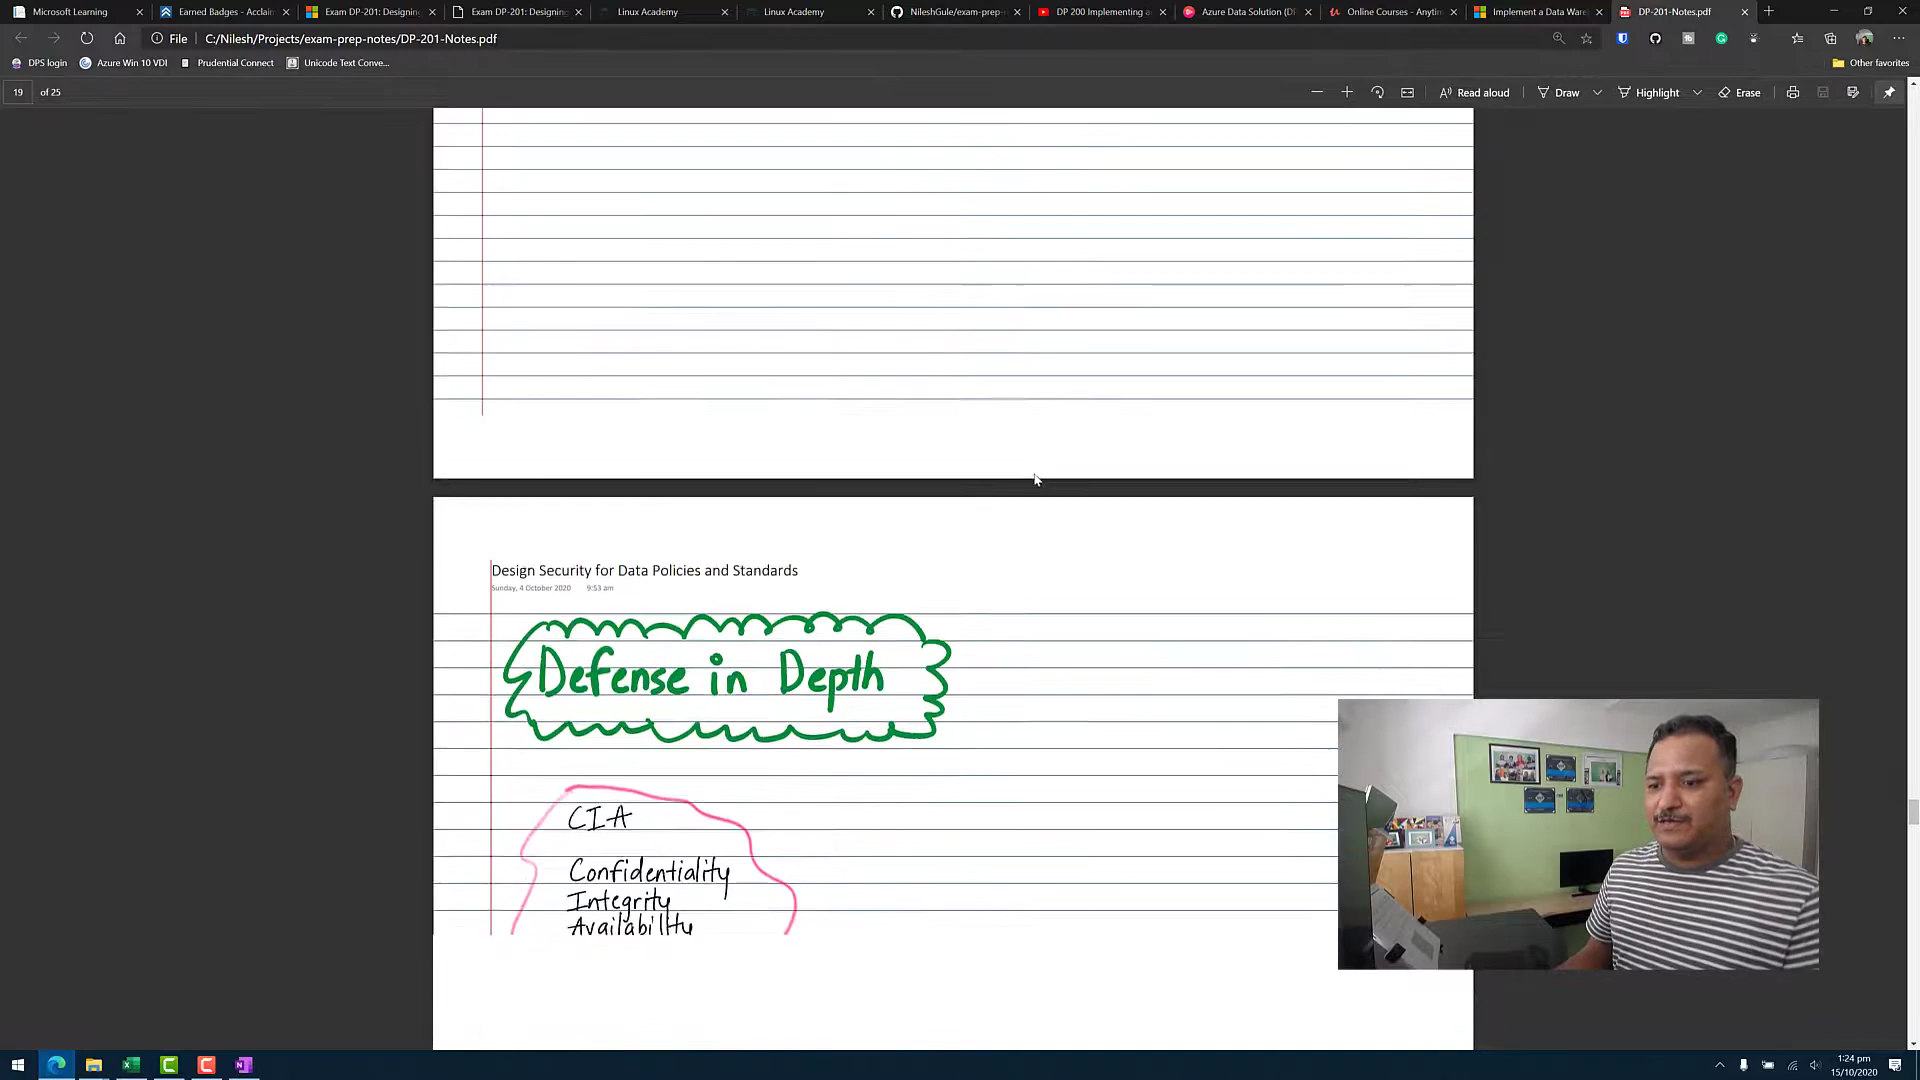 Microsoft Learning
Earned Badges - Acclaim
Exam DP-201: Designing
Exam DP-201: Designing
Linux Academy
Linux Academy
NileshGule/exam-prep-
DP 200 Implementing a
Azure Data Solution (DP
Online Courses - Anytim
Implement a Data Ware
DP-201-Notes.pdf
File
C:/Nilesh/Projects/exam-prep-notes/DP-201-Notes.pdf
DPS login
Azure Win 10 VDI
Prudential Connect
Unicode Text Conve...
Other favorites
19 of 25
Read aloud
Draw
Highlight
Erase
Design Security for Data Policies and Standards
Sunday, 4 October 2020 9:53 am
Defense in Depth
CIA
Confidentiality
Integrity
Availability
1:24 pm
15/10/2020